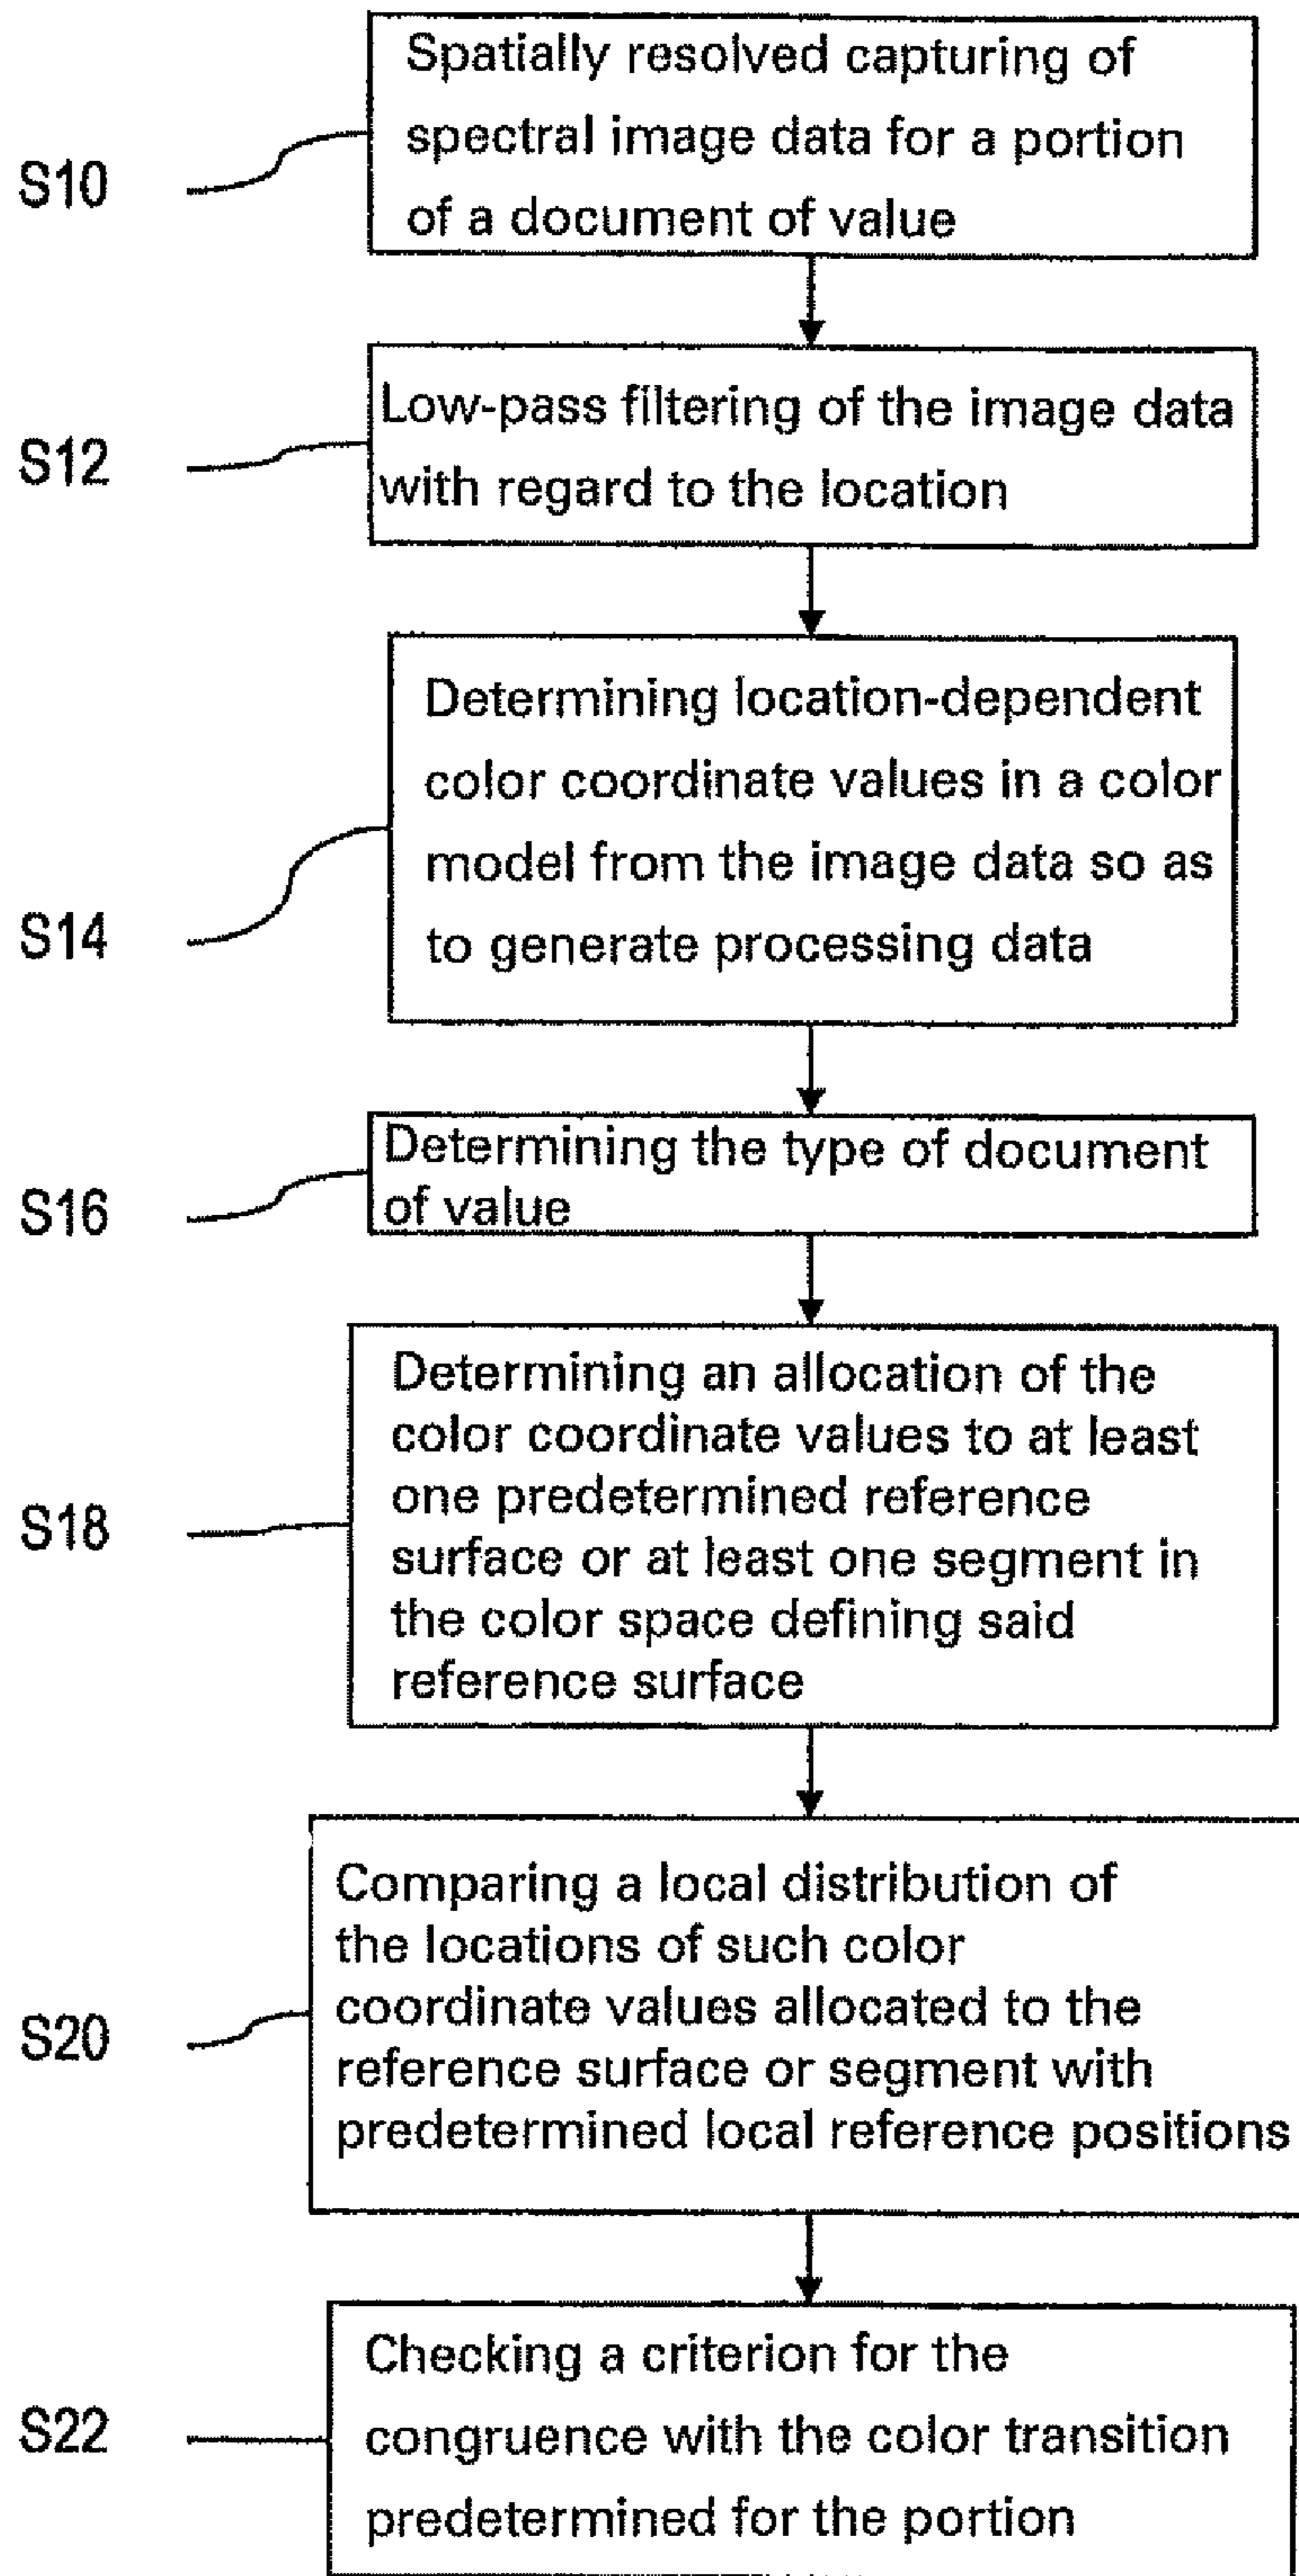 Spatially resolved capturing of
spectral image data for a portion
of a document of value
S10
Low-pass filtering of the image data
with regard to the location
S12
Determining location-dependent
color coordinate values in a color
model from the image data so as
to generate processing data
S14
Determining the type of document
of value
S16
Determining an allocation of the
color coordinate values to at least
one predetermined reference
surface or at least one segment in
the color space defining said
reference surface
S18
Comparing a local distribution of
the locations of such color
coordinate values allocated to the
reference surface or segment with
predetermined local reference positions
S20
Checking a criterion for the
congruence with the color transition
predetermined for the portion
S22